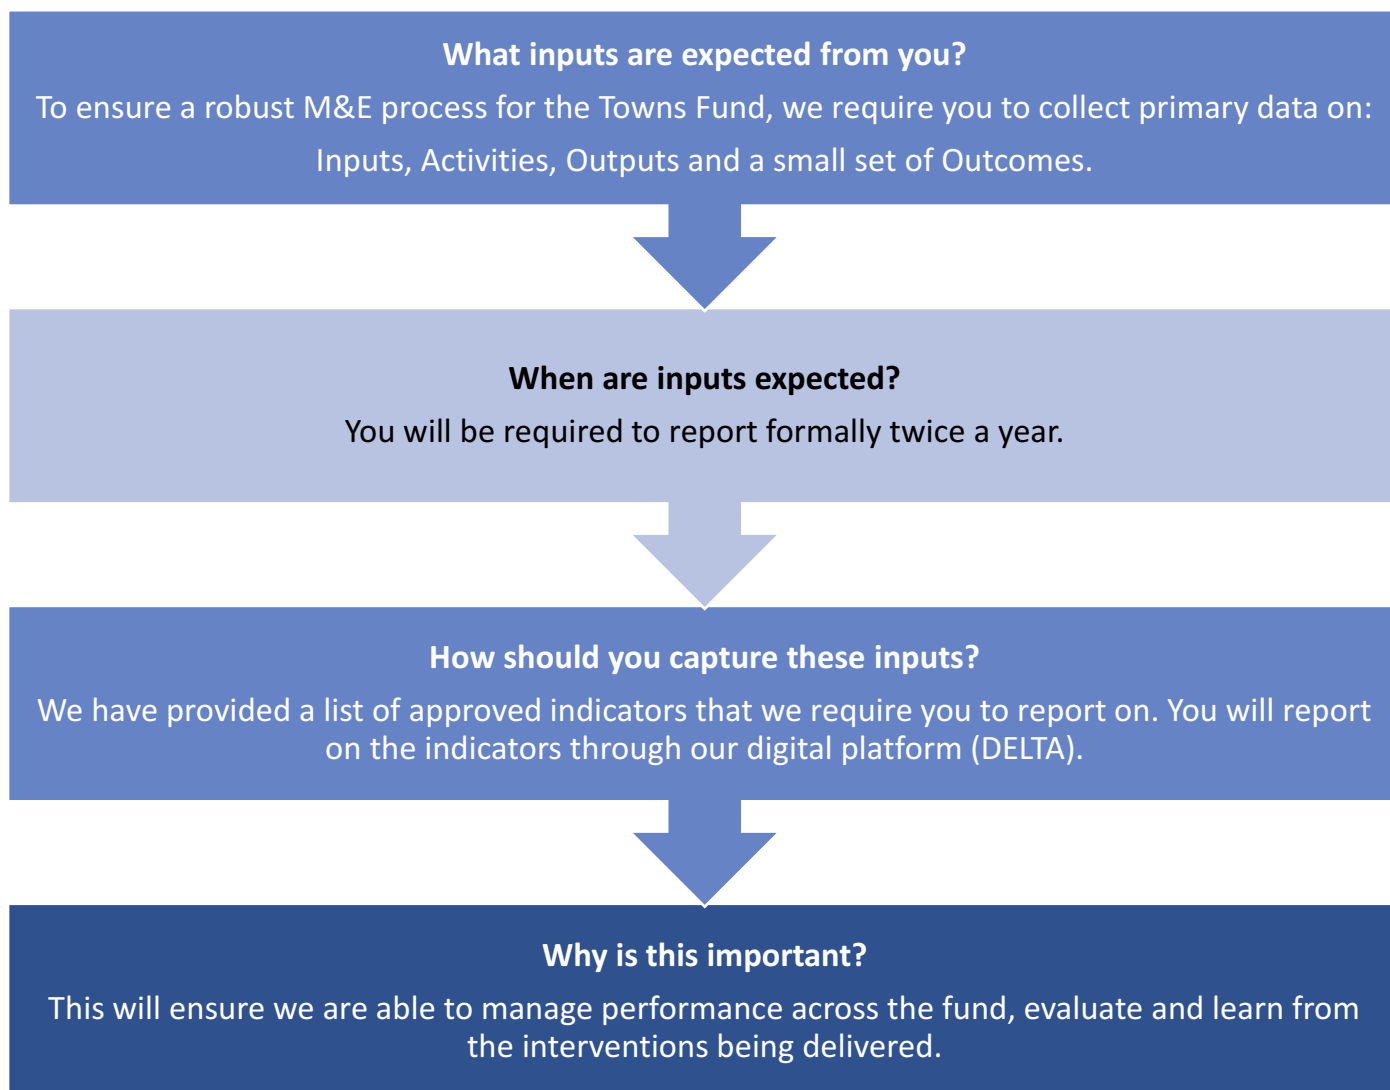 What inputs are expected from you?
To ensure a robust M&E process for the Towns Fund, we require you to collect primary data on:
Inputs, Activities, Outputs and a small set of Outcomes.
When are inputs expected?
You will be required to report formally twice a year.
How should you capture these inputs?
We have provided a list of approved indicators that we require you to report on. You will report
on the indicators through our digital platform (DELTA).
Why is this important?
This will ensure we are able to manage performance across the fund, evaluate and learn from
the interventions being delivered.